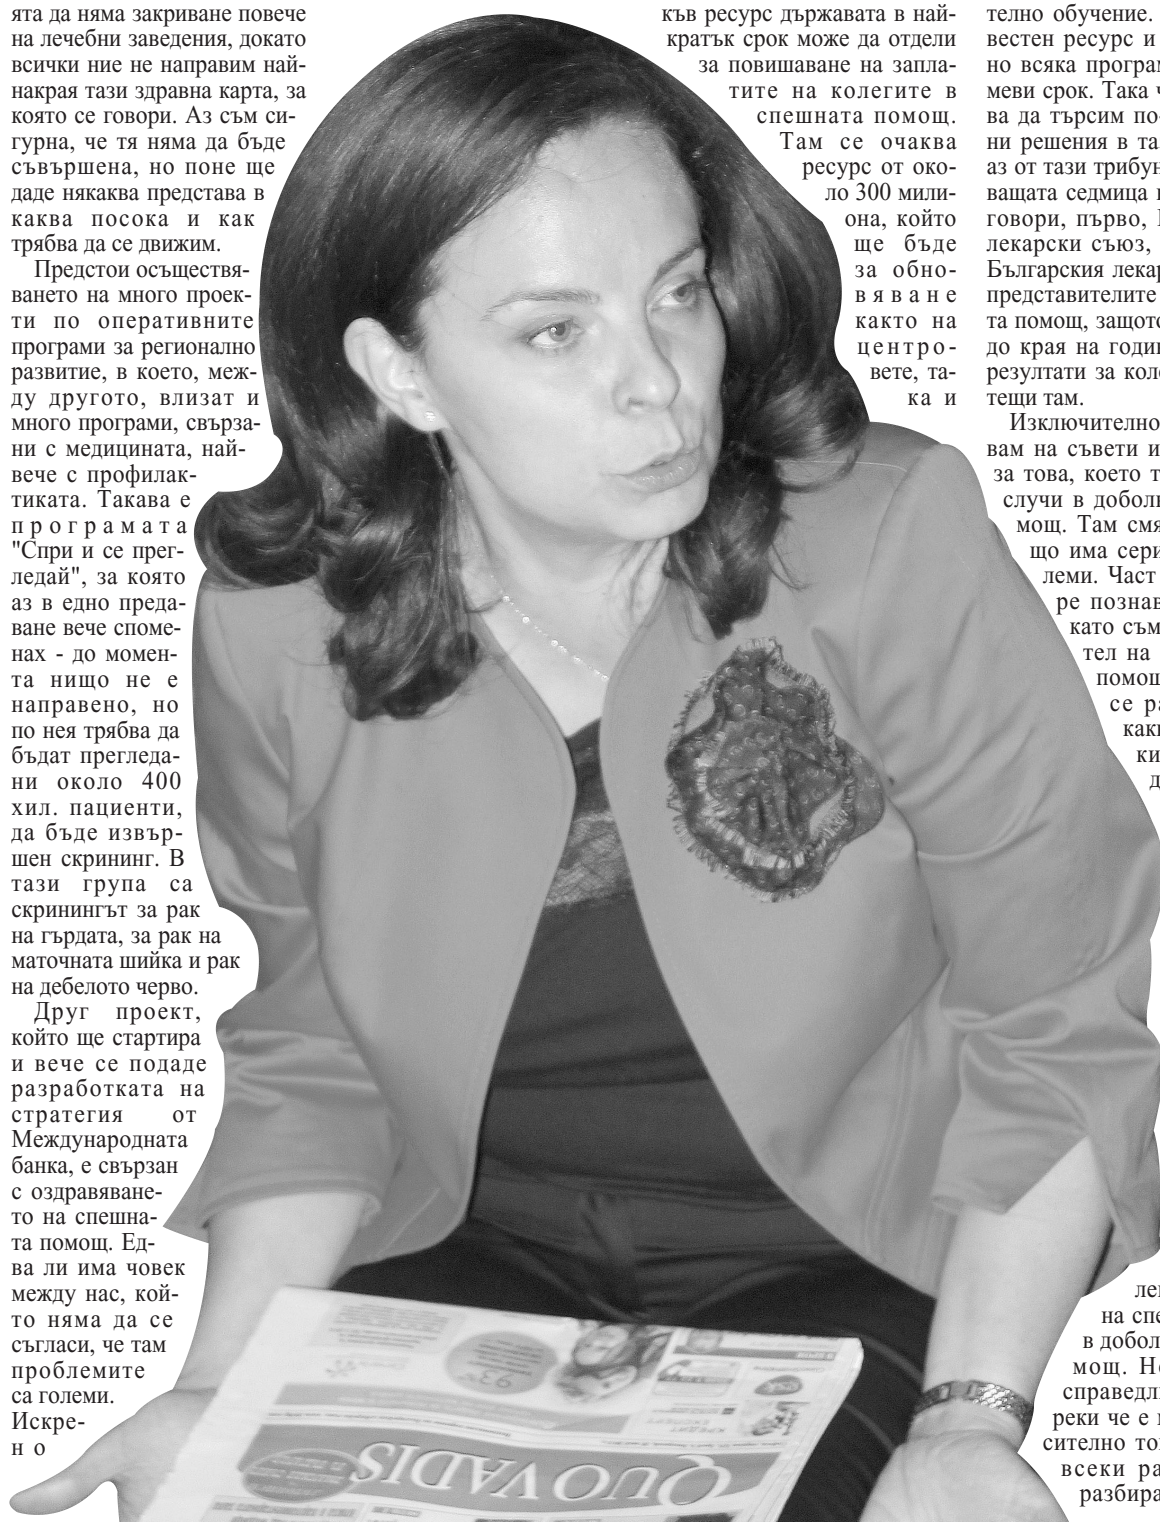 ята да няма закриване повече
на лечебни заведения, докато
всички ние не направим най-
накрая тази здравна карта, за
която се говори. Аз съм си-
гурна, че тя няма да бъде
съвършена, но поне ще
даде някаква представа в
каква посока и как
трябва да се движим.
Предстои осъществя-
ването на много проек-
ти по оперативните
програми за регионално
развитие, в което, меж-
ду другото, влизат и
много програми, свърза-
ни с медицината, най-
вече с профилак-
тиката. Такава е
програмата
"Спри и се прег-
ледай", за която
аз в едно преда-
ване вече споме-
нах - до момен-
та нищо не е
направено, но
по нея трябва да
бъдат прегледа-
ни около 400
хил. пациенти,
да бъде извър-
шен скрининг. В
тази група са
скринингът за рак
на гърдата, за рак на
маточната шийка и рак
на дебелото черво.
Друг проект,
който ще стартира
и вече се подаде
разработката на
стратегия от
Международната
банка, е свързан
с оздравяване-
то на спешна-
та помощ. Ед-
ва ли има човек
между нас, кой-
то няма да се
съгласи, че там
проблемите
са големи.
Искре-
но
къв ресурс държавата в най-
кратък срок може да отдели
за повишаване на запла-
тите на колегите в
спешната помощ.
Там се очаква
ресурс от око-
ло 300 мили-
она, който
ще бъде
за обно-
вяване
както на
центро-
вете, та-
ка и
телно обучение.
вестен ресурс и
но всяка програм
меви срок. Така ч
ва да търсим по-
ни решения в та
аз от тази трибун
ващата седмица
говори, първо,
лекарски съюз,
Българския лекар
представителите
та помощ, защото
до края на годин
резултати за коле
тещи там.
Изключително
вам на съвети и
за това, което т
случи в доболн
мощ. Там смя
що има сери
леми. Част
ре познав
като съм
тел на
помощ
се ра
как
ки
д
ле
на спе
в добол
мощ. Не
справедл
реки че е
сително то
всеки ра
разбира
QUO VADIS
КРЕДИТ
ЕКСПЕРТ
93